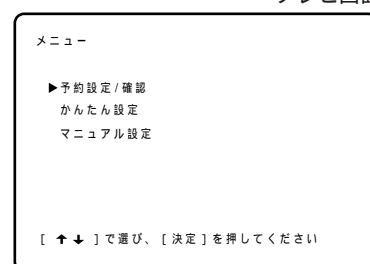 メニュー
▶予約設定/確認
かんたん設定
マニュアル設定
[ ↑↓ ]で選び、[決定]を押してください